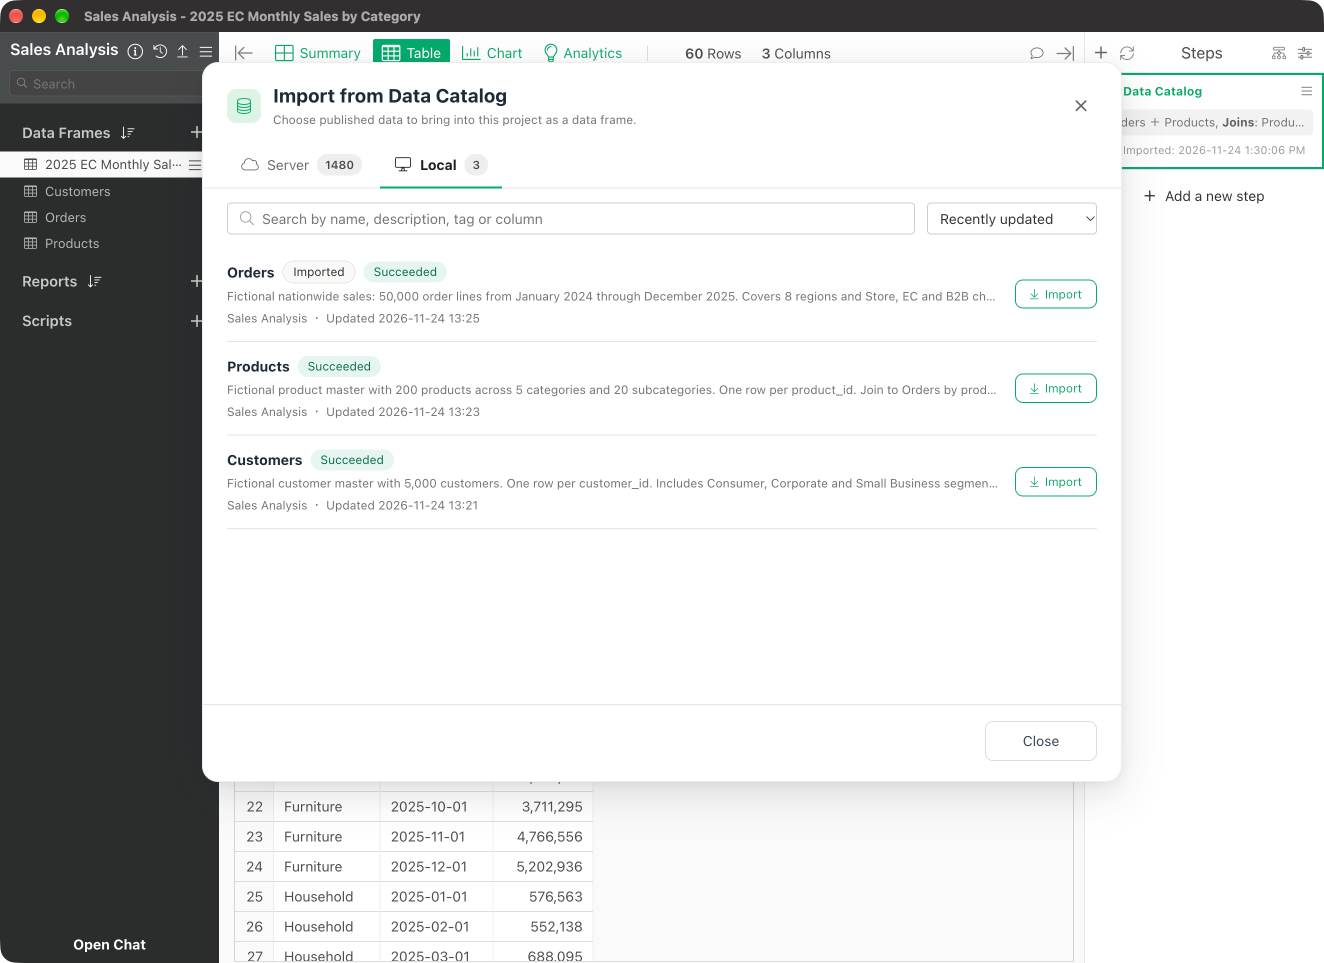 Sales Analysis - 2025 EC Monthly Sales by Category
Sales Analysis
Search
Data Frames
2025 EC Monthly Sal···
Customers
Orders
Products
Reports
Scripts
Open Chat
Summary
Table
Chart
Analytics
60 Rows
3 Columns
Steps
Data Catalog
ders + Products, Joins: Produ...
Imported: 2026-11-24 1:30:06 PM
Add a new step
Import from Data Catalog
Choose published data to bring into this project as a data frame.
Server 1480
Local 3
Search by name, description, tag or column
Recently updated
Orders Imported Succeeded
Fictional nationwide sales: 50,000 order lines from January 2024 through December 2025. Covers 8 regions and Store, EC and B2B ch...
Sales Analysis · Updated 2026-11-24 13:25
Import
Products Succeeded
Fictional product master with 200 products across 5 categories and 20 subcategories. One row per product_id. Join to Orders by prod...
Sales Analysis · Updated 2026-11-24 13:23
Import
Customers Succeeded
Fictional customer master with 5,000 customers. One row per customer_id. Includes Consumer, Corporate and Small Business segmen...
Sales Analysis · Updated 2026-11-24 13:21
Import
Close
22 Furniture 2025-10-01 3,711,295
23 Furniture 2025-11-01 4,766,556
24 Furniture 2025-12-01 5,202,936
25 Household 2025-01-01 576,563
26 Household 2025-02-01 552,138
27 Household 2025-03-01 688,095